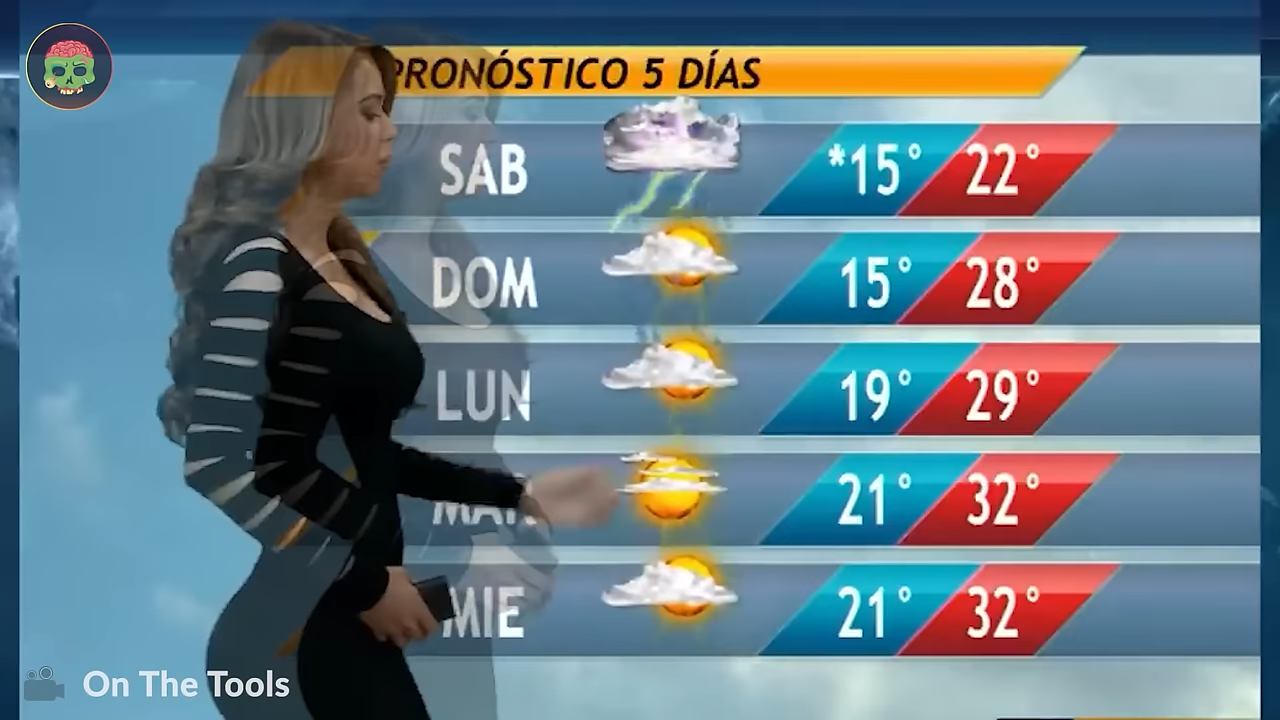 PRONÓSTICO 5 DÍAS
SAB *15° 22°
DOM 15° 28°
LUN 19° 29°
MAR 21° 32°
MIE 21° 32°
On The Tools